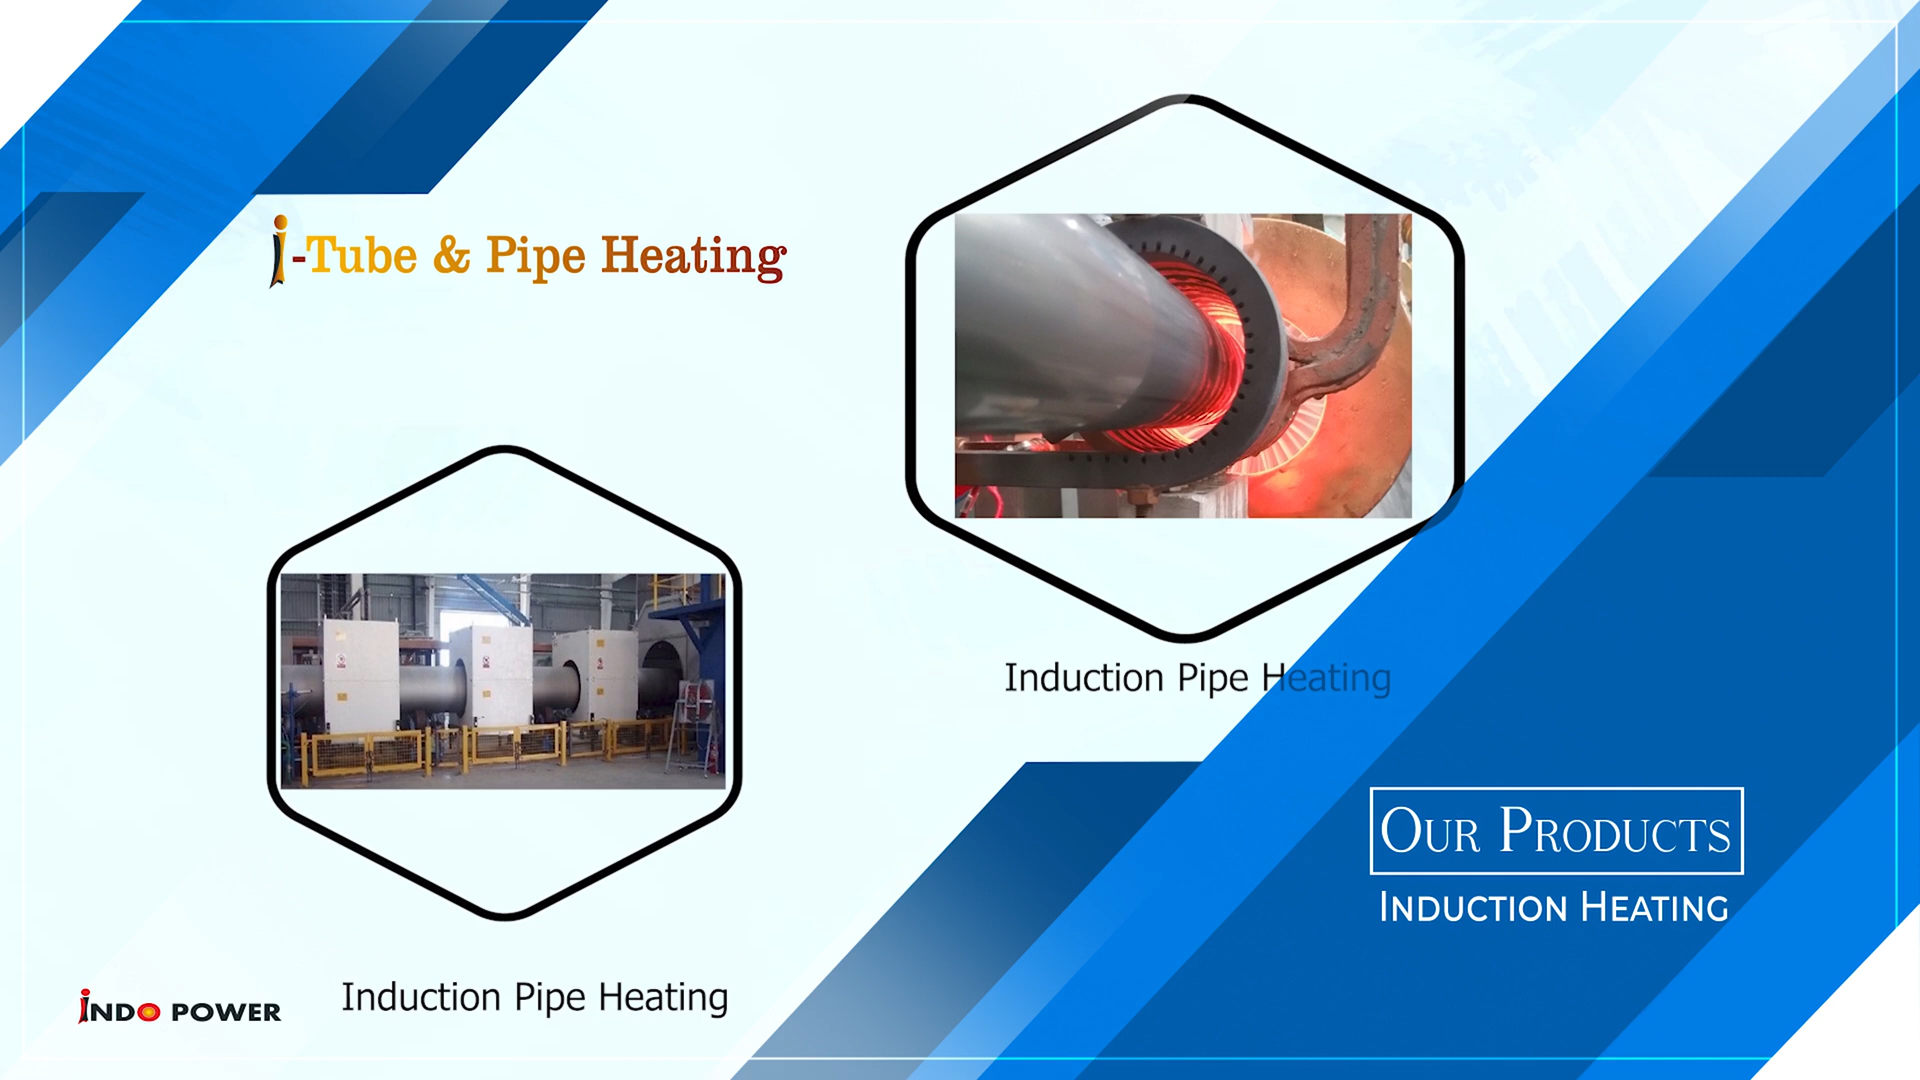 i-Tube & Pipe Heating
Induction Pipe Heating
Induction Pipe Heating
OUR PRODUCTS
INDUCTION HEATING
iNDO POWER